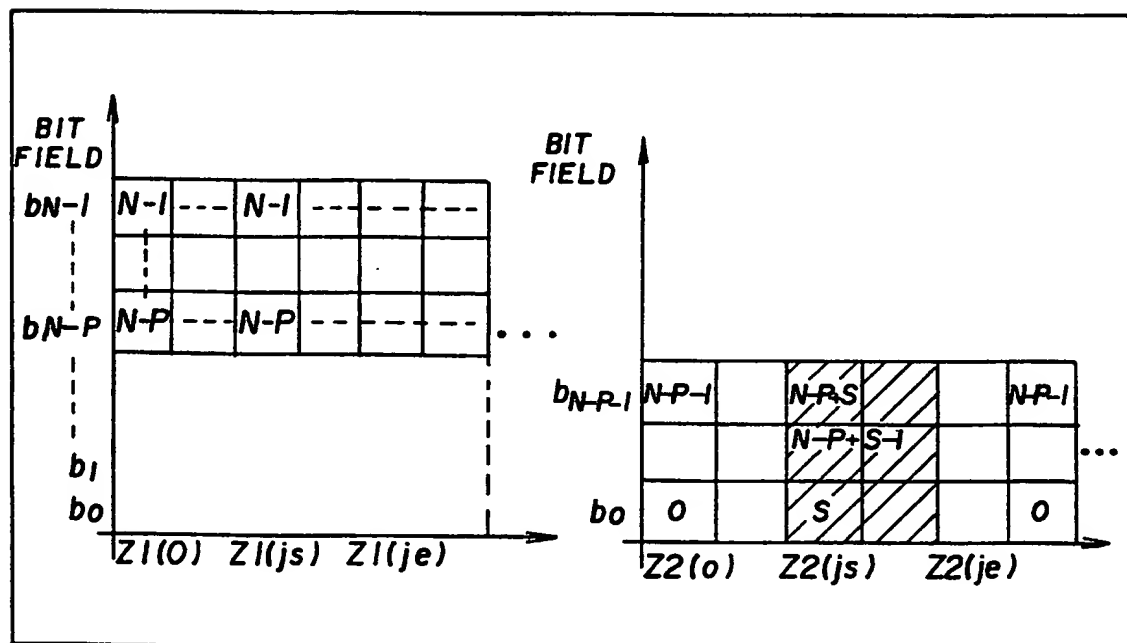 BIT
FIELD
bN-1 N-1 N-1
bN-P N-P N-P
b1
b0
Z1(0) Z1(js) Z1(je)
BIT
FIELD
bN-P-1 N-P-1 N-P+S N-P-1
N-P+S-1
b0 0 S 0
Z2(0) Z2(js) Z2(je)